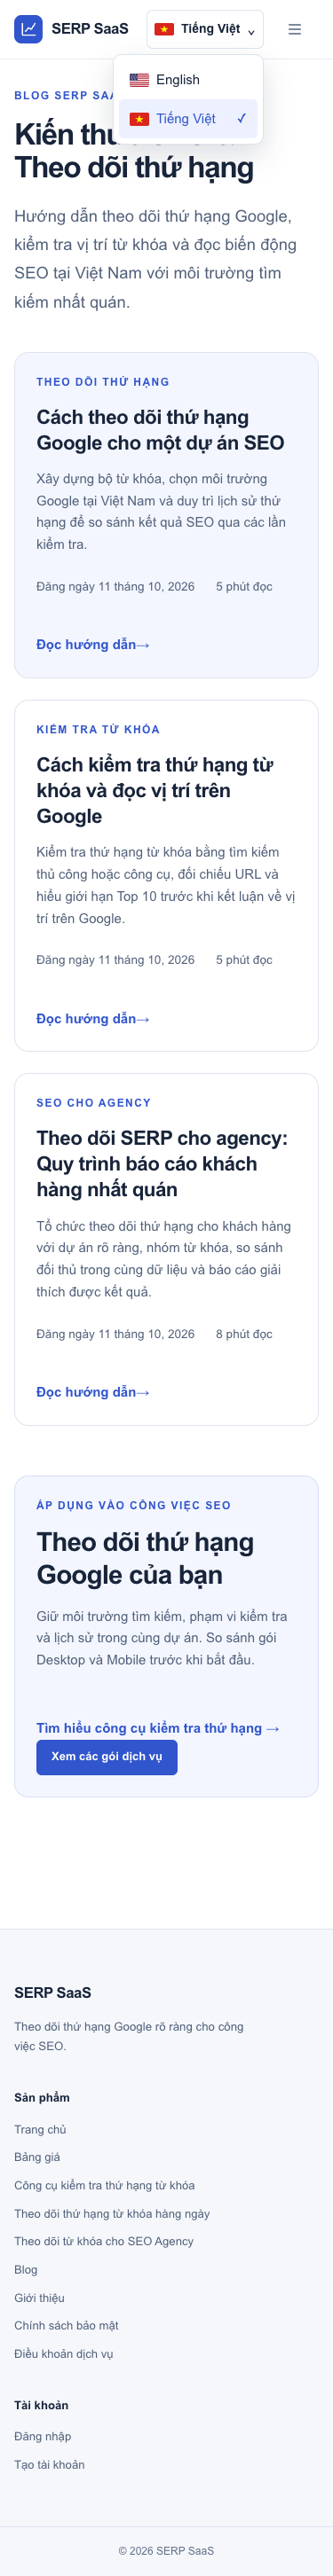 SERP SaaS
Tiếng Việt
English
Tiếng Việt
BLOG SERP
Kiến
Theo dõi thứ hạng
Hướng dẫn theo dõi thứ hạng Google,
kiểm tra vị trí từ khóa và đọc biến động
SEO tại Việt Nam với môi trường tìm
kiếm nhất quán.
THEO DÕI THỨ HẠNG
Cách theo dõi thứ hạng
Google cho một dự án SEO
Xây dựng bộ từ khóa, chọn môi trường
Google tại Việt Nam và duy trì lịch sử thứ
hạng để so sánh kết quả SEO qua các lần
kiểm tra.
Đăng ngày 11 tháng 10, 2026 5 phút đọc
Đọc hướng dẫn→
KIỂM TRA TỪ KHÓA
Cách kiểm tra thứ hạng từ
khóa và đọc vị trí trên
Google
Kiểm tra thứ hạng từ khóa bằng tìm kiếm
thủ công hoặc công cụ, đối chiếu URL và
hiểu giới hạn Top 10 trước khi kết luận về vị
trí trên Google.
Đăng ngày 11 tháng 10, 2026 5 phút đọc
Đọc hướng dẫn→
SEO CHO AGENCY
Theo dõi SERP cho agency:
Quy trình báo cáo khách
hàng nhất quán
Tổ chức theo dõi thứ hạng cho khách hàng
với dự án rõ ràng, nhóm từ khóa, so sánh
đối thủ trong cùng dữ liệu và báo cáo giải
thích được kết quả.
Đăng ngày 11 tháng 10, 2026 8 phút đọc
Đọc hướng dẫn→
ÁP DỤNG VÀO CÔNG VIỆC SEO
Theo dõi thứ hạng
Google của bạn
Giữ môi trường tìm kiếm, phạm vi kiểm tra
và lịch sử trong cùng dự án. So sánh gói
Desktop và Mobile trước khi bắt đầu.
Tìm hiểu công cụ kiểm tra thứ hạng →
Xem các gói dịch vụ
SERP SaaS
Theo dõi thứ hạng Google rõ ràng cho công
việc SEO.
Sản phẩm
Trang chủ
Bảng giá
Công cụ kiểm tra thứ hạng từ khóa
Theo dõi thứ hạng từ khóa hàng ngày
Theo dõi từ khóa cho SEO Agency
Blog
Giới thiệu
Chính sách bảo mật
Điều khoản dịch vụ
Tài khoản
Đăng nhập
Tạo tài khoản
© 2026 SERP SaaS